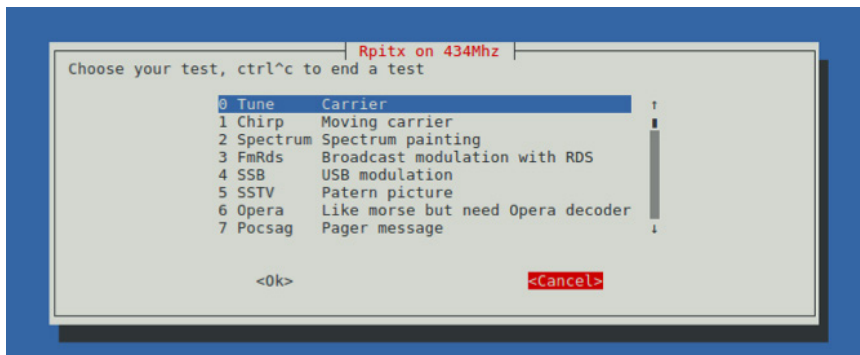 Rpitx on 434Mhz
Choose your test, ctrl^c to end a test
0 Tune Carrier
1 Chirp Moving carrier
2 Spectrum Spectrum painting
3 FmRds Broadcast modulation with RDS
4 SSB USB modulation
5 SSTV Patern picture
6 Opera Like morse but need Opera decoder
7 Pocsag Pager message
<Ok> <Cancel>